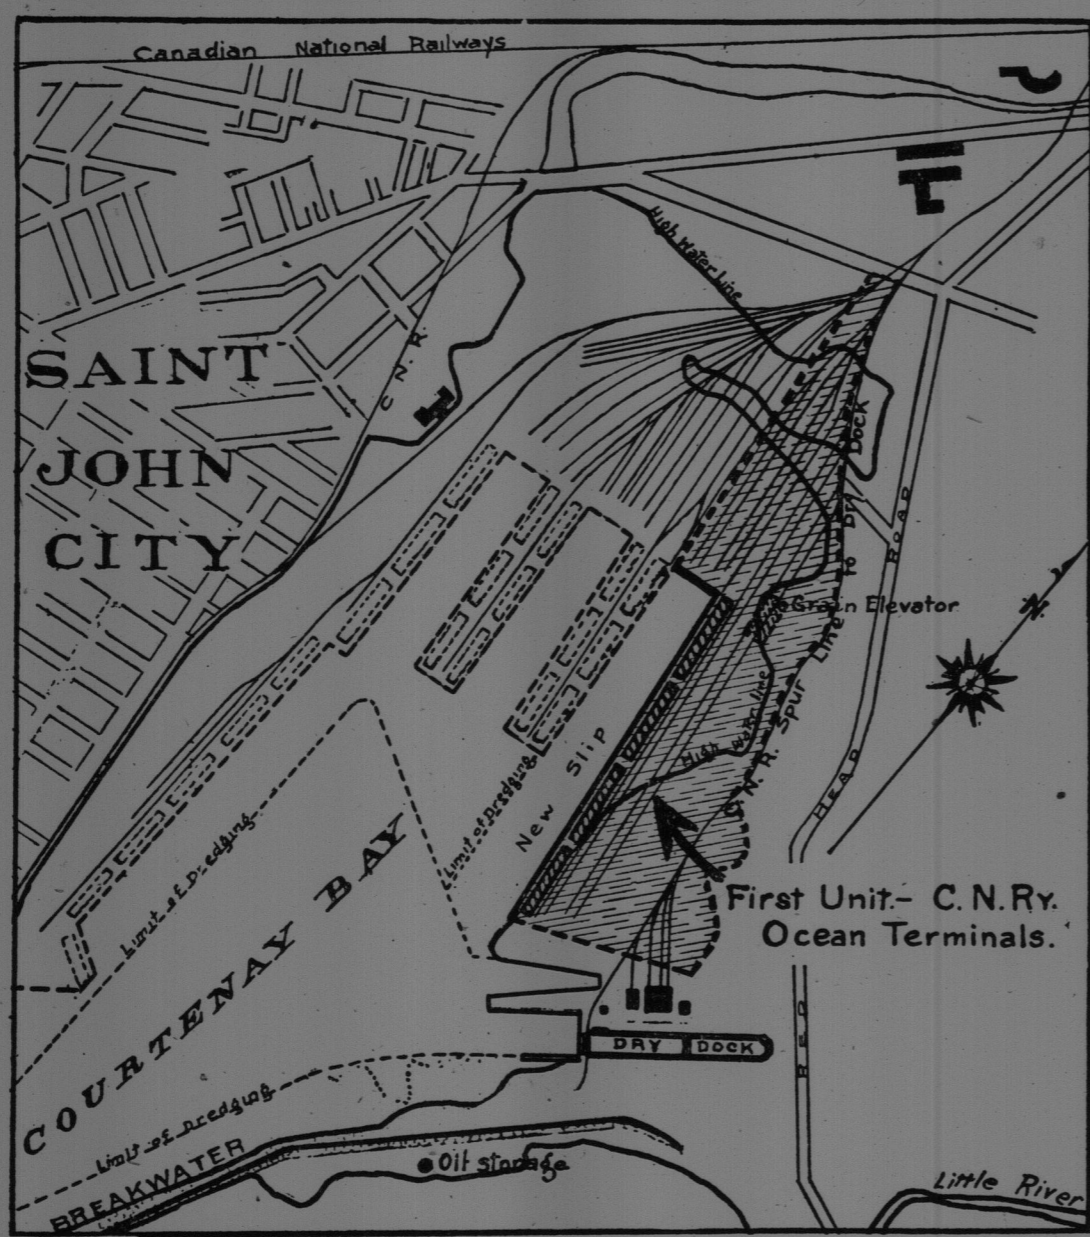 Canadian National Railways
High Water Line
SAINT
JOHN
CITY
C. N. R.
C. N. R. Spur Line to Dry Dock
Grain Elevator
N.
High Water line
New Slip
Limit of Dredging
Limit of Dredging
COURTENAY BAY
First Unit.- C.N.Ry.
Ocean Terminals.
RED HEAD ROAD
DRY DOCK
Limit of Dredging
BREAKWATER
Oil storage
Little River